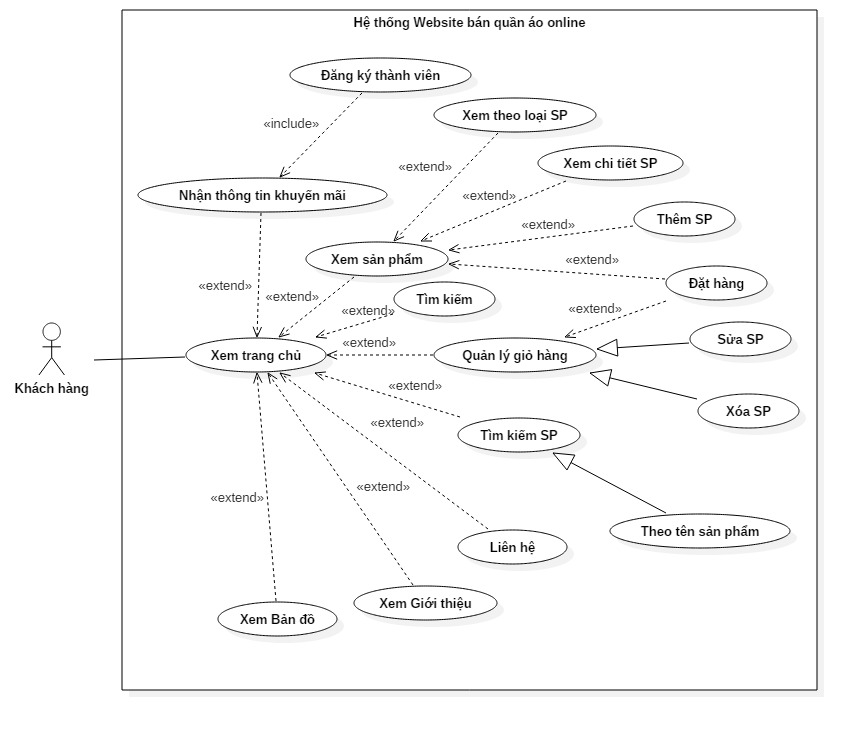 Hệ thống Website bán quần áo online
Đăng ký thành viên
Xem theo loại SP
«include»
Xem chi tiết SP
«extend»
Nhận thông tin khuyến mãi
«extend»
Thêm SP
«extend»
Xem sản phẩm
«extend»
Đặt hàng
«extend»
«extend»
Tìm kiếm
«extend»
«extend»
Sửa SP
«extend»
Xem trang chủ
Quản lý giỏ hàng
Khách hàng
«extend»
Xóa SP
«extend»
Tìm kiếm SP
«extend»
«extend»
Theo tên sản phẩm
Liên hệ
Xem Giới thiệu
Xem Bản đồ